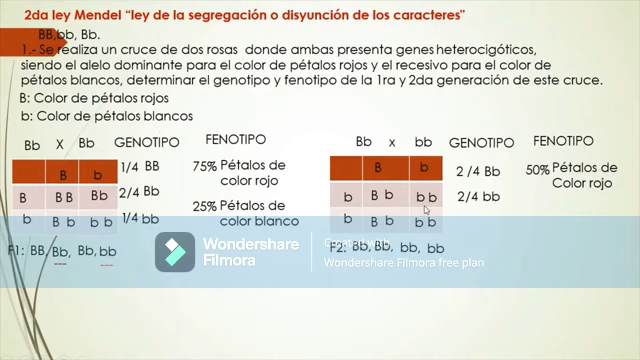 2da ley Mendel “ley de la segregación o disyunción de los caracteres"
BB,bb, Bb.
1.- Se realiza un cruce de dos rosas donde ambas presenta genes heterocigóticos,
siendo el alelo dominante para el color de pétalos rojos y el recesivo para el color de
pétalos blancos, determinar el genotipo y fenotipo de la 1ra y 2da generación de este cruce.
B: Color de pétalos rojos
b: Color de pétalos blancos
Bb X Bb GENOTIPO FENOTIPO
B b
B BB Bb
b Bb bb
1/4 BB
2/4 Bb
1/4 bb
75% Pétalos de
color rojo
25% Pétalos de
color blanco
F1: BB, Bb, Bb, bb
Bb x bb GENOTIPO FENOTIPO
B b
b Bb bb
b Bb bb
2/4 Bb
2/4 bb
50% Pétalos de
Color rojo
F2: Bb, Bb, bb, bb
Wondershare
Filmora
Wondershare Filmora free plan